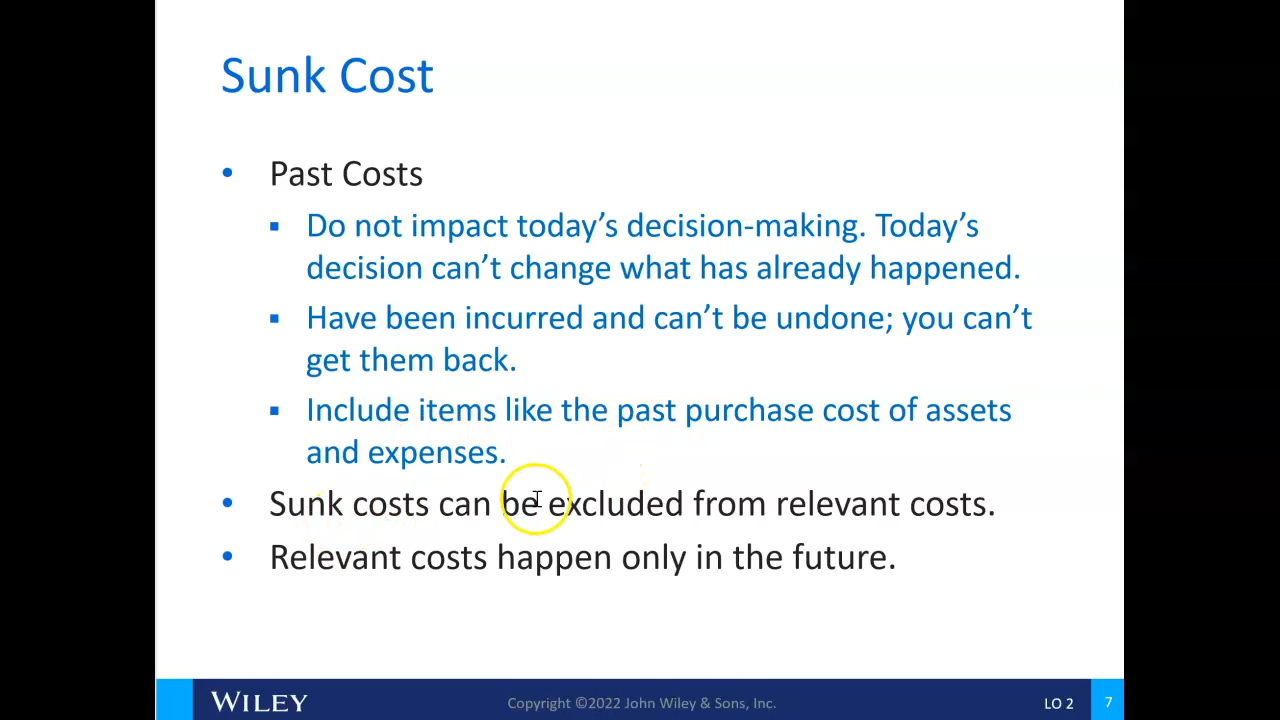 Sunk Cost
• Past Costs
▪ Do not impact today’s decision-making. Today’s
decision can’t change what has already happened.
▪ Have been incurred and can’t be undone; you can’t
get them back.
▪ Include items like the past purchase cost of assets
and expenses.
• Sunk costs can be excluded from relevant costs.
• Relevant costs happen only in the future.
WILEY
Copyright ©2022 John Wiley & Sons, Inc.
LO 2
7